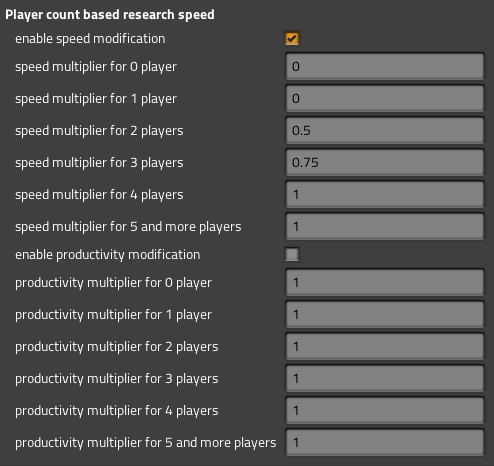 Player count based research speed
enable speed modification
speed multiplier for 0 player 0
speed multiplier for 1 player 0
speed multiplier for 2 players 0.5
speed multiplier for 3 players 0.75
speed multiplier for 4 players 1
speed multiplier for 5 and more players 1
enable productivity modification
productivity multiplier for 0 player 1
productivity multiplier for 1 player 1
productivity multiplier for 2 players 1
productivity multiplier for 3 players 1
productivity multiplier for 4 players 1
productivity multiplier for 5 and more players 1